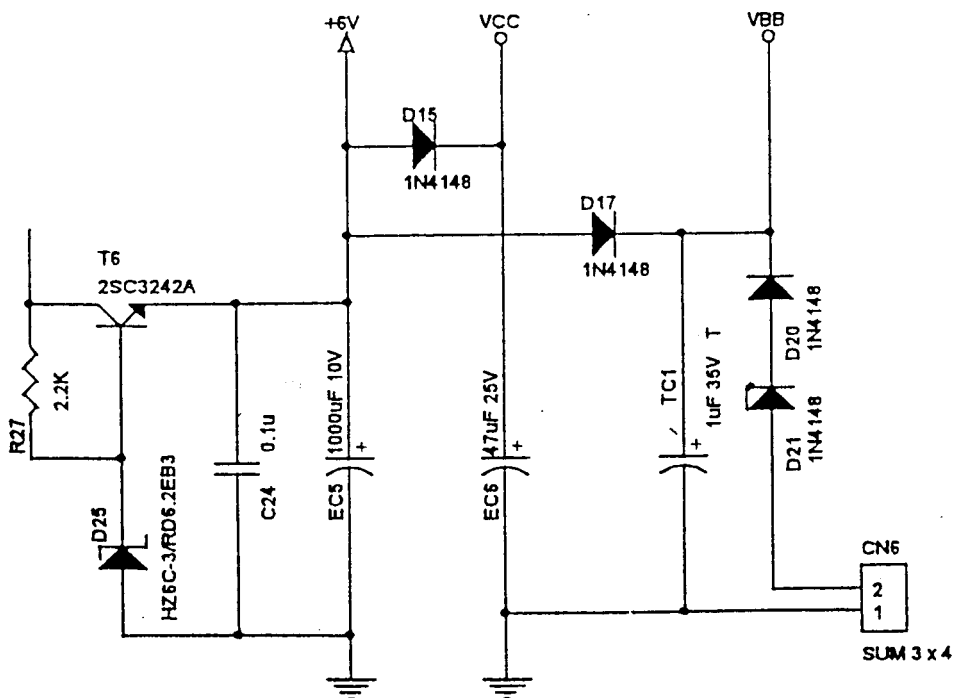 +6V
VCC
VBB
D15
1N4148
D17
1N4148
T6
2SC3242A
R27
2.2K
D25
HZ6C-3/RD6.2EB3
C24
0.1u
EC5
1000uF 10V
+
EC6
47uF 25V
+
TC1
1uF 35V T
+
D20
1N4148
D21
1N4148
CN6
2
1
SUM 3 x 4